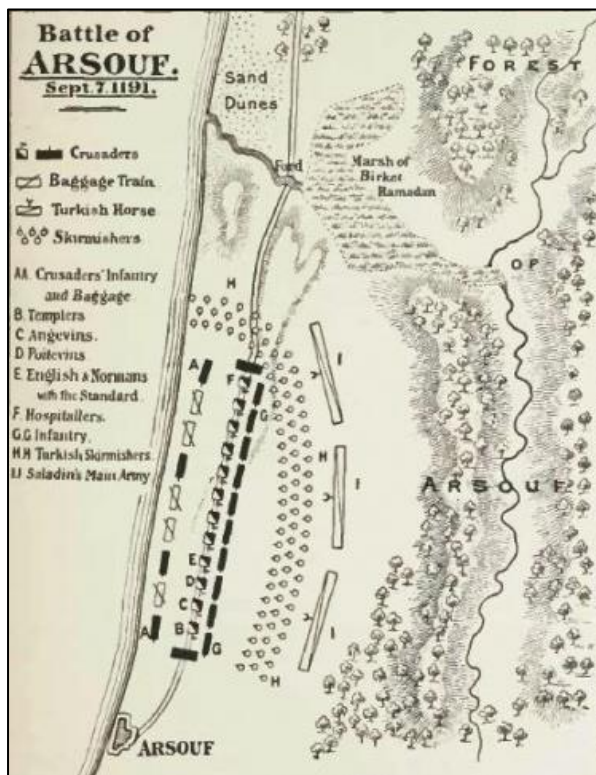 Battle of
ARSOUF.
Sept. 7. 1191.
Crusaders
Baggage Train
Turkish Horse
Skirmishers
AA Crusaders' Infantry
and Baggage
B. Templers
C Angevins.
D Poitevins
E English & Normans
with the Standard.
F. Hospitallers.
G.G Infantry.
H.H Turkish Skirmishers.
I.I Saladin's Main Army
Sand
Dunes
Ford
Marsh of
Birket
Ramadan
FOREST
OF
ARSOUF
H
A
F
G
I
H
I
E
D
C
B
A
G
I
H
ARSOUF